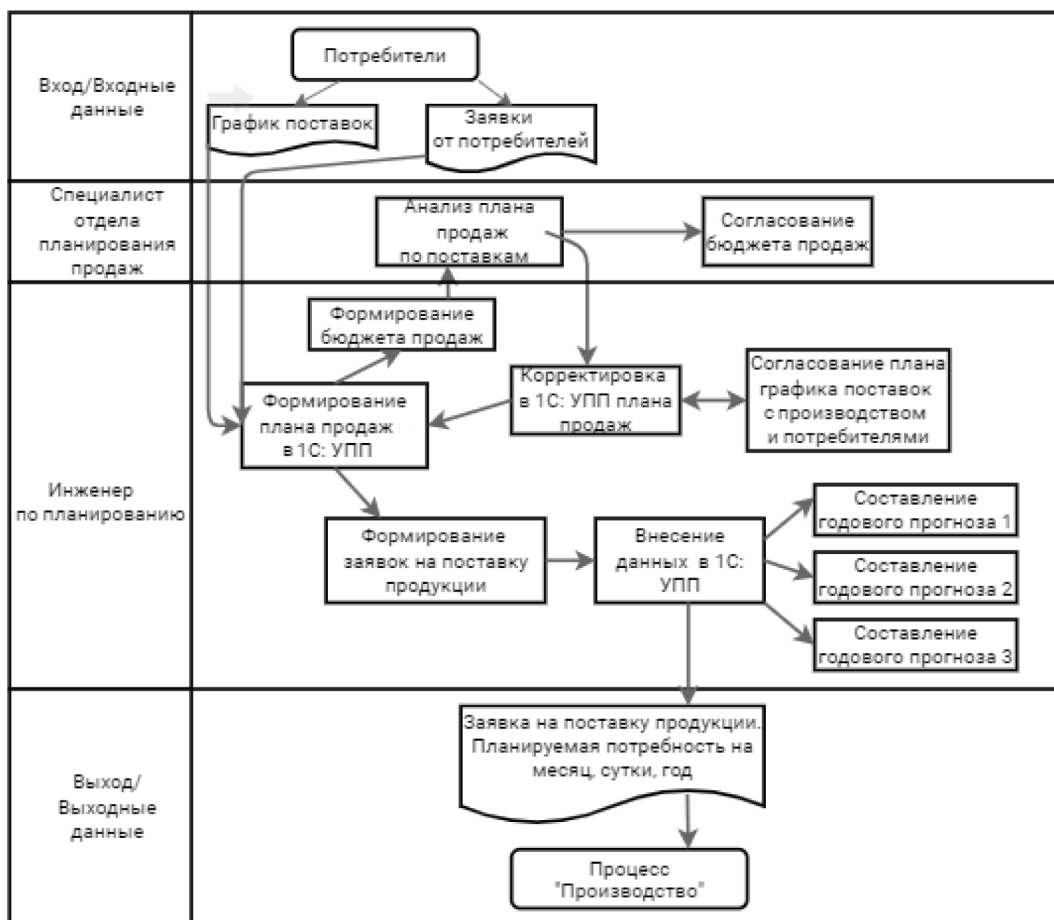 Вход/Входные
данные
Потребители
График поставок
Заявки
от потребителей
Специалист
отдела
планирования
продаж
Анализ плана
продаж
по поставкам
Согласование
бюджета продаж
Инженер
по планированию
Формирование
бюджета продаж
Формирование
плана продаж
в 1С: УПП
Корректировка
в 1С: УПП плана
продаж
Согласование плана
графика поставок
с производством
и потребителями
Формирование
заявок на поставку
продукции
Внесение
данных в 1С:
УПП
Составление
годового прогноза 1
Составление
годового прогноза 2
Составление
годового прогноза 3
Выход/
Выходные
данные
Заявка на поставку продукции.
Планируемая потребность на
месяц, сутки, год
Процесс
"Производство"